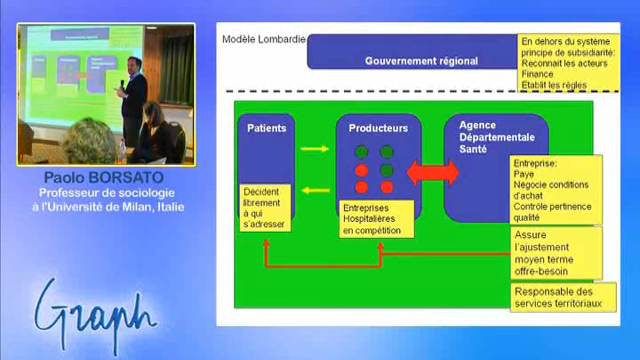 Modèle Lombardie
Gouvernement régional
En dehors du système
principe de subsidiarité:
Reconnait les acteurs
Finance
Etablit les règles
Patients
Producteurs
Agence
Départementale
Santé
Décident
librement
à qui
s'adresser
Entreprises
Hospitalières
en compétition
Entreprise:
Paye
Négocie conditions
d'achat
Contrôle pertinence
qualité
Assure
l'ajustement
moyen terme
offre-besoin
Responsable des
services territoriaux
Paolo BORSATO
Professeur de sociologie
à l'Université de Milan, Italie
Graph